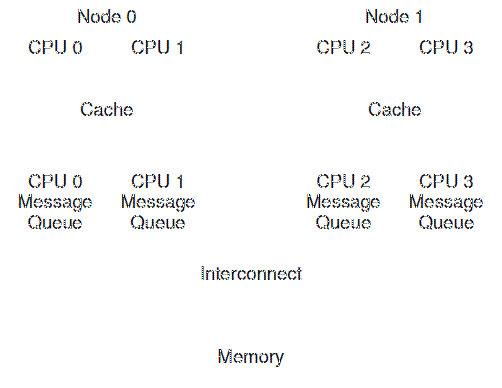 Node 0 Node 1
CPU 0 CPU 1 CPU 2 CPU 3
Cache Cache
CPU 0 CPU 1 CPU 2 CPU 3
Message Message Message Message
Queue Queue Queue Queue
Interconnect
Memory